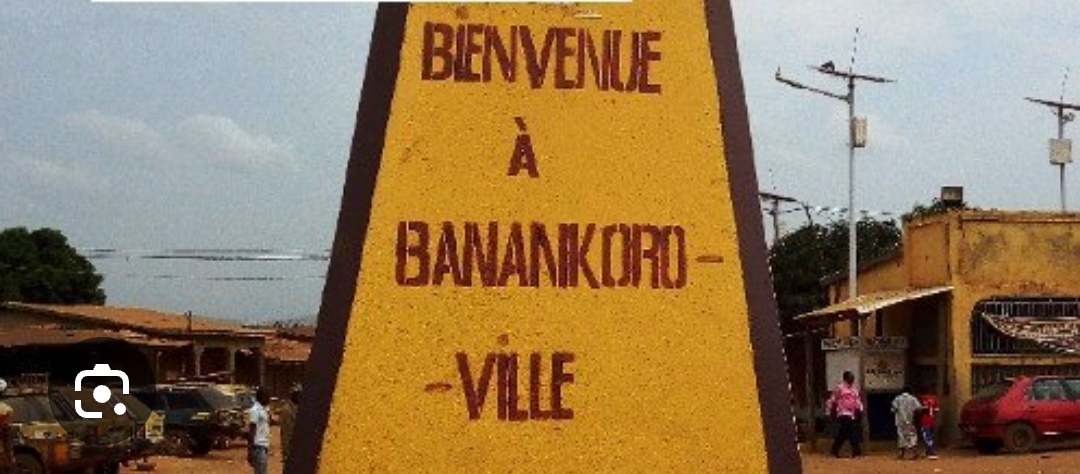 BIENVENUE
À
BANANKORO-
-VILLE